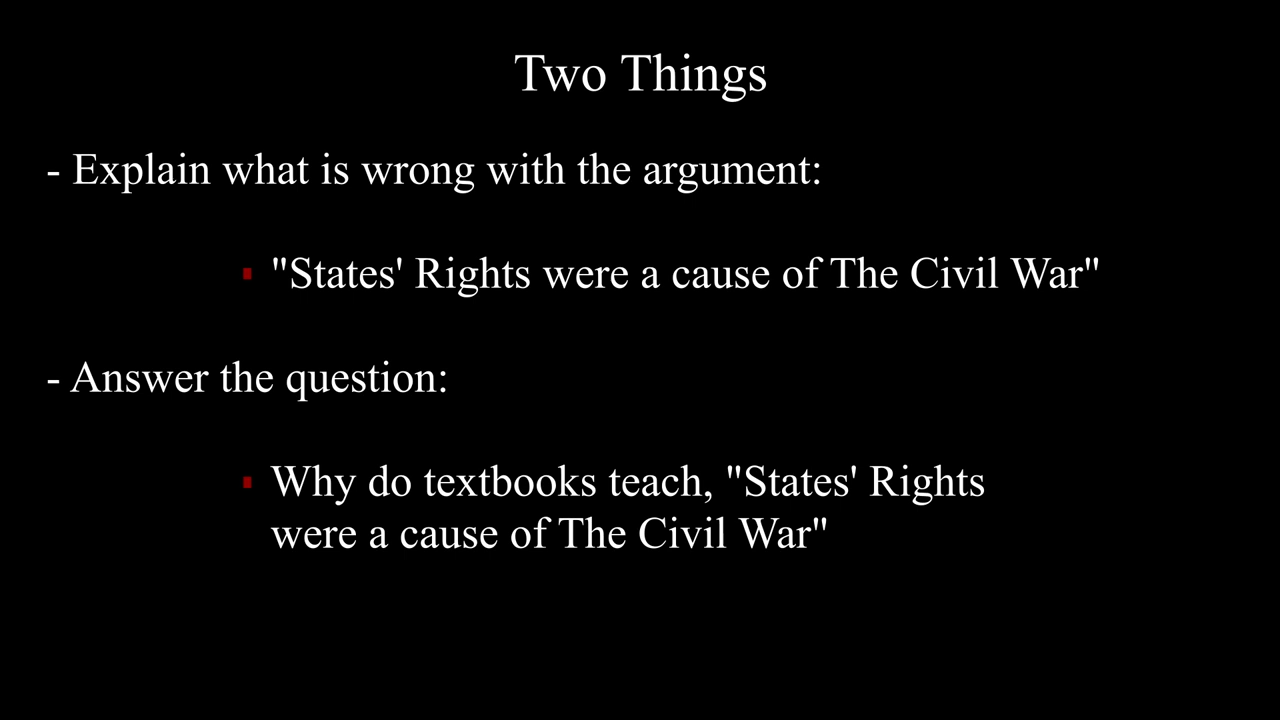 Two Things
- Explain what is wrong with the argument:
▪ "States' Rights were a cause of The Civil War"
- Answer the question:
▪ Why do textbooks teach, "States' Rights
were a cause of The Civil War"